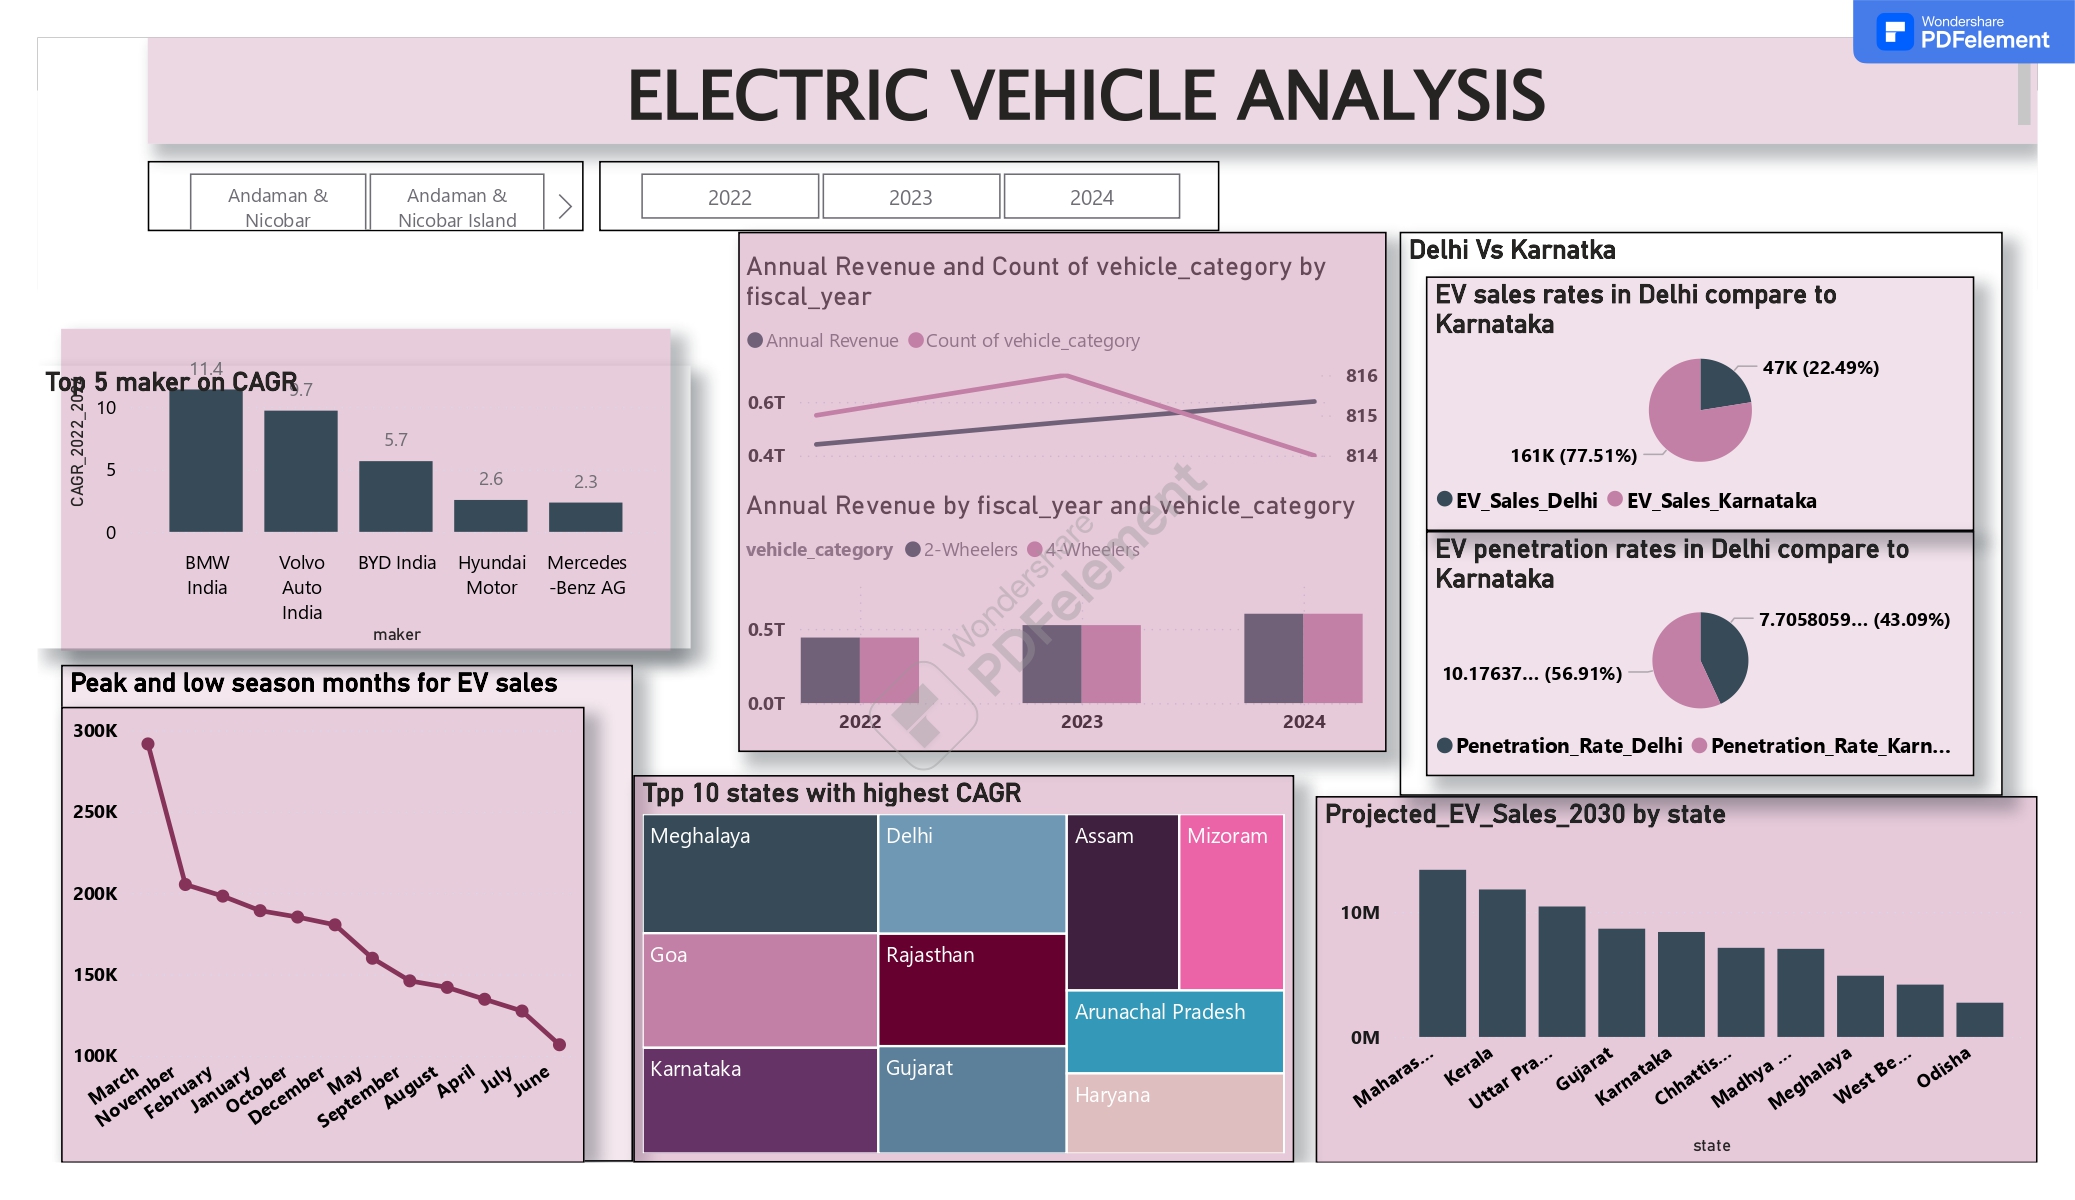 Wondershare
PDFelement
ELECTRIC VEHICLE ANALYSIS
Andaman &
Nicobar
Andaman &
Nicobar Island
2022
2023
2024
Top 5 maker on CAGR
11.4
9.7
5.7
2.6
2.3
10
5
0
BMW
India
Volvo
Auto
India
BYD India
Hyundai
Motor
Mercedes
-Benz AG
maker
Annual Revenue and Count of vehicle_category by
fiscal_year
Annual Revenue Count of vehicle_category
0.6T
0.4T
816
815
814
Annual Revenue by fiscal_year and vehicle_category
vehicle_category 2-Wheelers 4-Wheelers
0.5T
0.0T
2022
2023
2024
Wondershare
PDFelement
Delhi Vs Karnatka
EV sales rates in Delhi compare to
Karnataka
47K (22.49%)
161K (77.51%)
EV_Sales_Delhi EV_Sales_Karnataka
EV penetration rates in Delhi compare to
Karnataka
7.7058059... (43.09%)
10.17637... (56.91%)
Penetration_Rate_Delhi Penetration_Rate_Karn...
Peak and low season months for EV sales
300K
250K
200K
150K
100K
March
November
February
January
October
December
May
September
August
April
July
June
Tpp 10 states with highest CAGR
Meghalaya
Goa
Karnataka
Delhi
Rajasthan
Gujarat
Assam
Mizoram
Arunachal Pradesh
Haryana
Projected_EV_Sales_2030 by state
10M
0M
Maharas...
Kerala
Uttar Pra...
Gujarat
Karnataka
Chhattis...
Madhya ...
Meghalaya
West Be...
Odisha
state